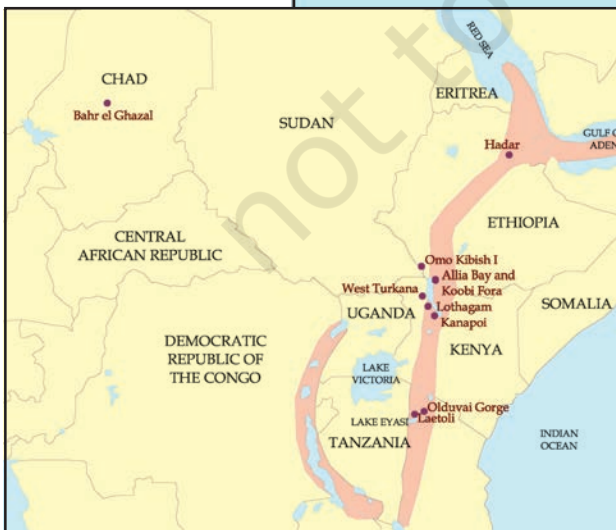 RED SEA
CHAD
ERITREA
Bahr el Ghazal
SUDAN
GULF O
ADEN
Hadar
not to
ETHIOPIA
CENTRAL
AFRICAN REPUBLIC
Omo Kibish I
Allia Bay and
Koobi Fora
West Turkana
SOMALIA
UGANDA
Lothagam
Kanapoi
DEMOCRATIC
REPUBLIC OF
THE CONGO
KENYA
LAKE
VICTORIA
Olduvai Gorge
LAKE EYASI
Laetoli
TANZANIA
INDIAN
OCEAN